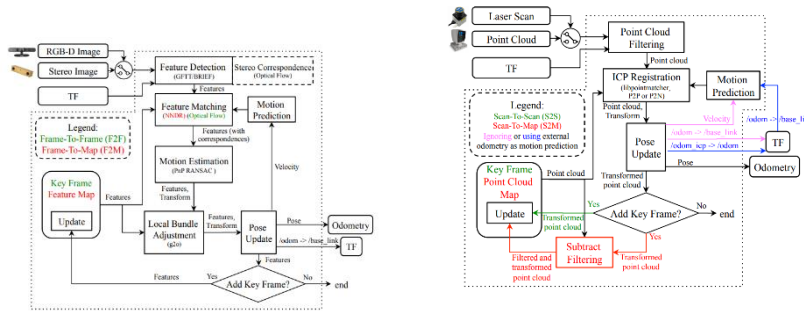 RGB-D Image
Stereo Image
TF
Feature Detection
(GFTT/BRIEF)
Stereo Correspondence
(Optical Flow)
Features
Feature Matching
(NNDR) (Optical Flow)
Motion
Prediction
Legend:
Frame-To-Frame (F2F)
Frame-To-Map (F2M)
Features (with
correspondences)
Motion Estimation
(PnP RANSAC)
Velocity
Features,
Transform
Key Frame
Feature Map
Update
Features
Local Bundle
Adjustment
(g2o)
Features,
Transform
Pose
Update
Pose
Odometry
/odom -> /base_link
TF
Features
Features
Yes
Add Key Frame?
No
end
Laser Scan
Point Cloud
TF
Point Cloud
Filtering
Point cloud
ICP Registration
(libpointmatcher,
P2P or P2N)
Motion
Prediction
Legend:
Scan-To-Scan (S2S)
Scan-To-Map (S2M)
Ignoring or using external
odometry as motion prediction
Point cloud,
Transform
Velocity
/odom -> /base_link
/odom -> /base_li
/odom_icp -> /odom
TF
Pose
Update
Pose
Odometry
Key Frame
Point Cloud
Map
Update
Point cloud
Transformed
point cloud
Yes
Transformed
point cloud
Add Key Frame?
No
end
Yes
Subtract
Filtering
Filtered and
transformed
point cloud
Transformed
point cloud